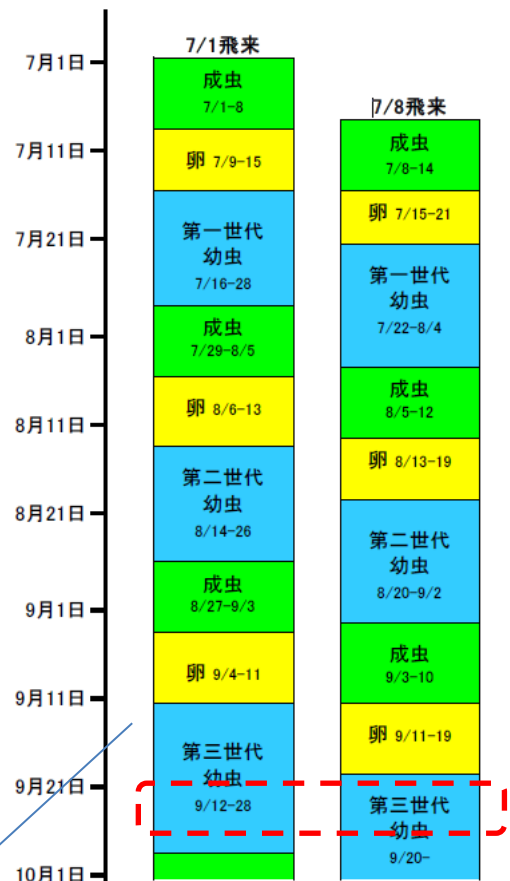 7月1日
7月11日
7月21日
8月1日
8月11日
8月21日
9月1日
9月11日
9月21日
10月1日
7/1飛来
成虫
7/1-8
卵 7/9-15
第一世代
幼虫
7/16-28
成虫
7/29-8/5
卵 8/6-13
第二世代
幼虫
8/14-26
成虫
8/27-9/3
卵 9/4-11
第三世代
幼虫
9/12-28
7/8飛来
成虫
7/8-14
卵 7/15-21
第一世代
幼虫
7/22-8/4
成虫
8/5-12
卵 8/13-19
第二世代
幼虫
8/20-9/2
成虫
9/3-10
卵 9/11-19
第三世代
幼虫
9/20-